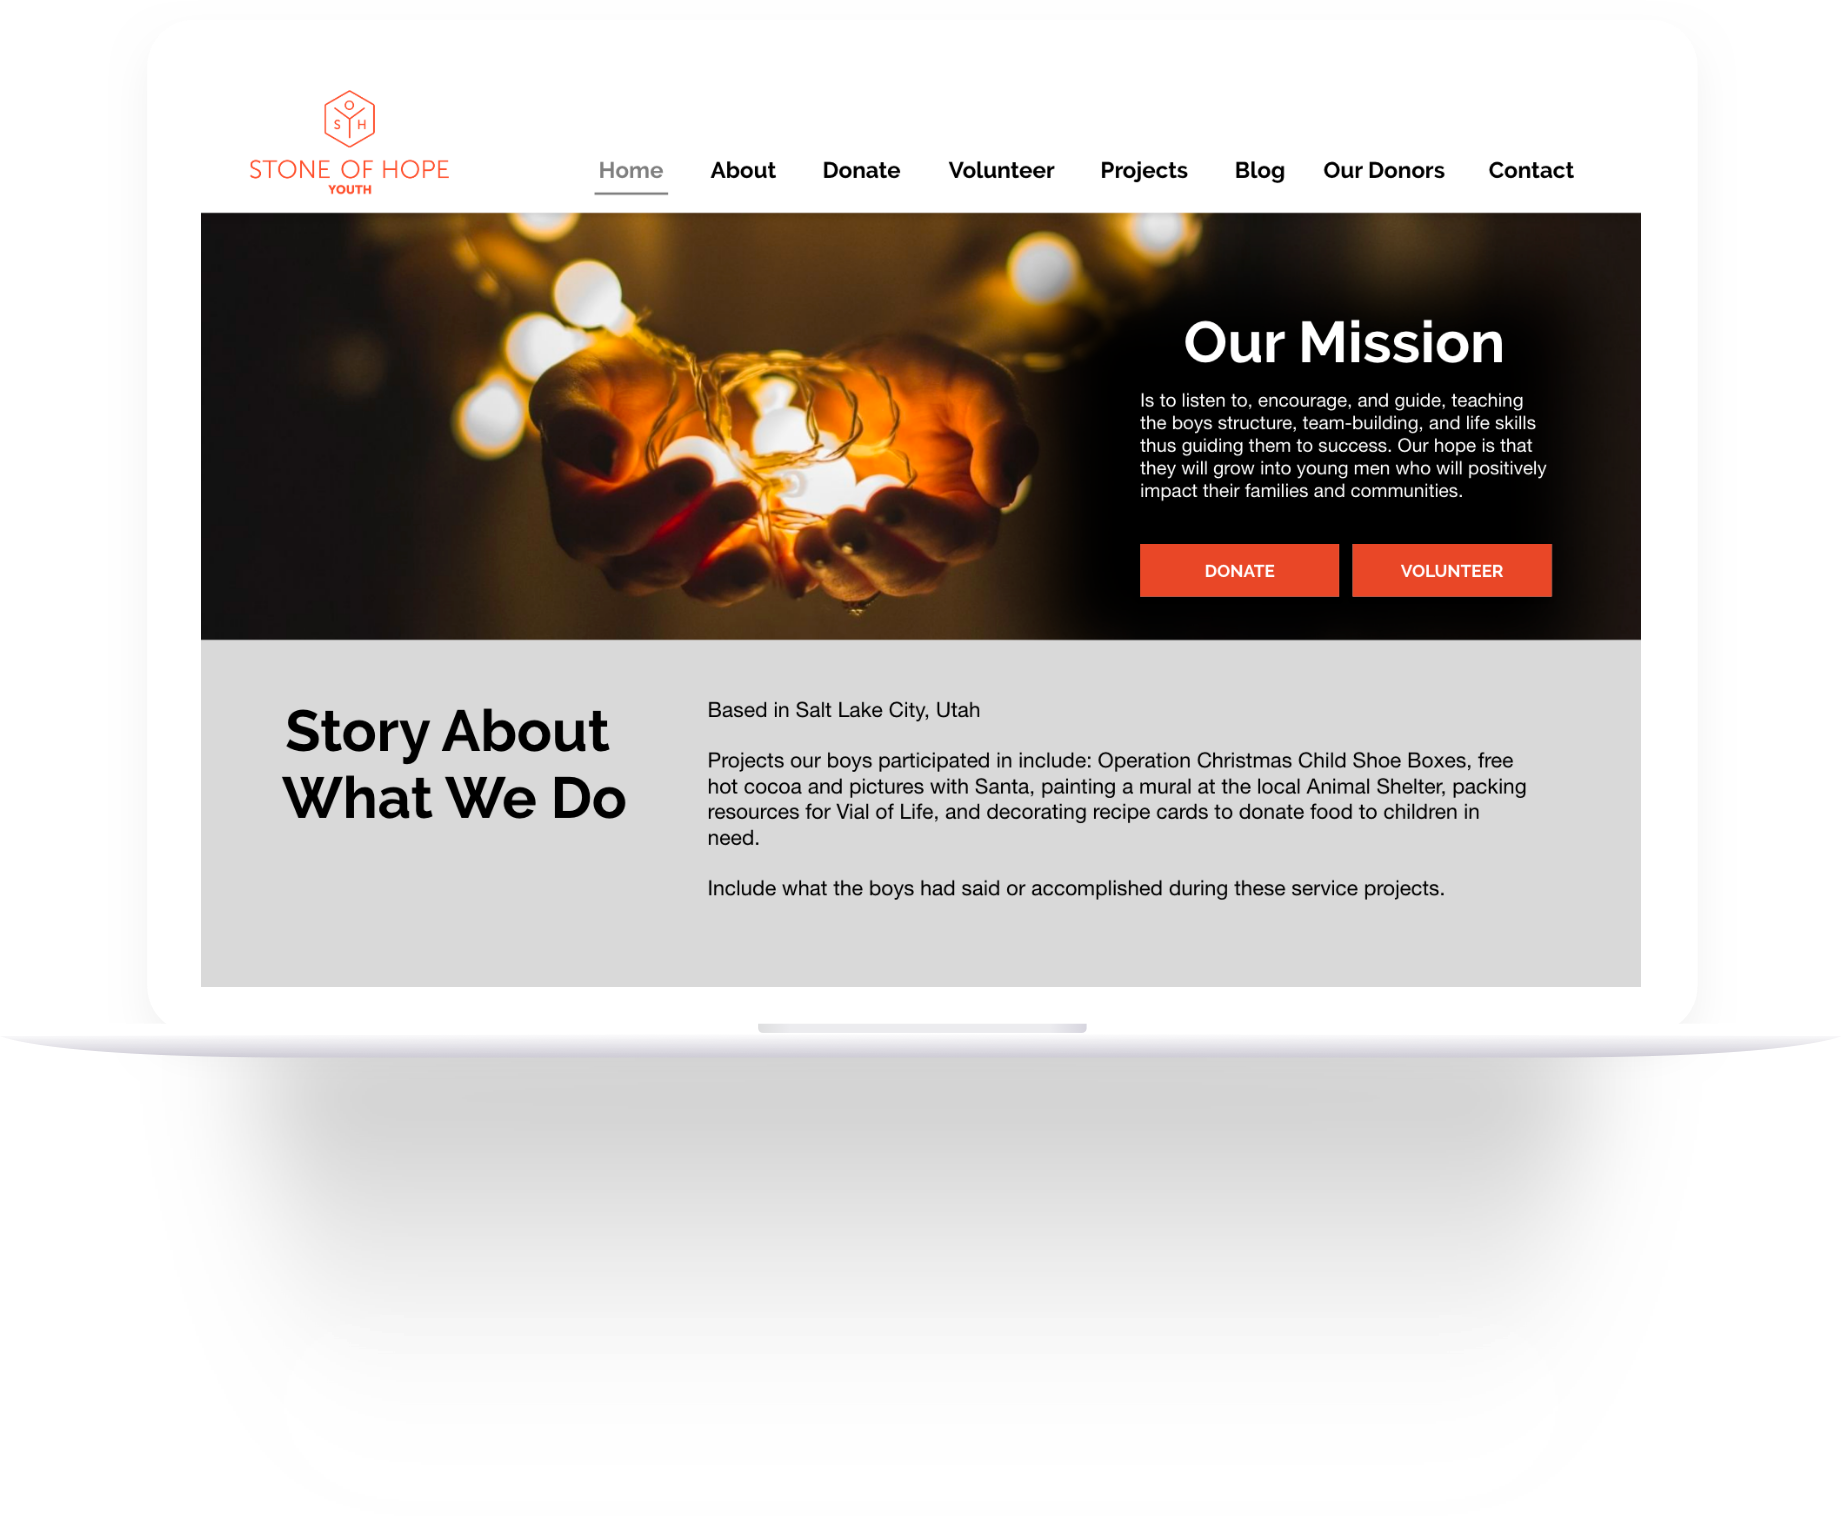 S H
STONE OF HOPE
YOUTH
Home About Donate Volunteer Projects Blog Our Donors Contact
Our Mission
Is to listen to, encourage, and guide, teaching
the boys structure, team-building, and life skills
thus guiding them to success. Our hope is that
they will grow into young men who will positively
impact their families and communities.
DONATE VOLUNTEER
Story About
What We Do
Based in Salt Lake City, Utah
Projects our boys participated in include: Operation Christmas Child Shoe Boxes, free
hot cocoa and pictures with Santa, painting a mural at the local Animal Shelter, packing
resources for Vial of Life, and decorating recipe cards to donate food to children in
need.
Include what the boys had said or accomplished during these service projects.